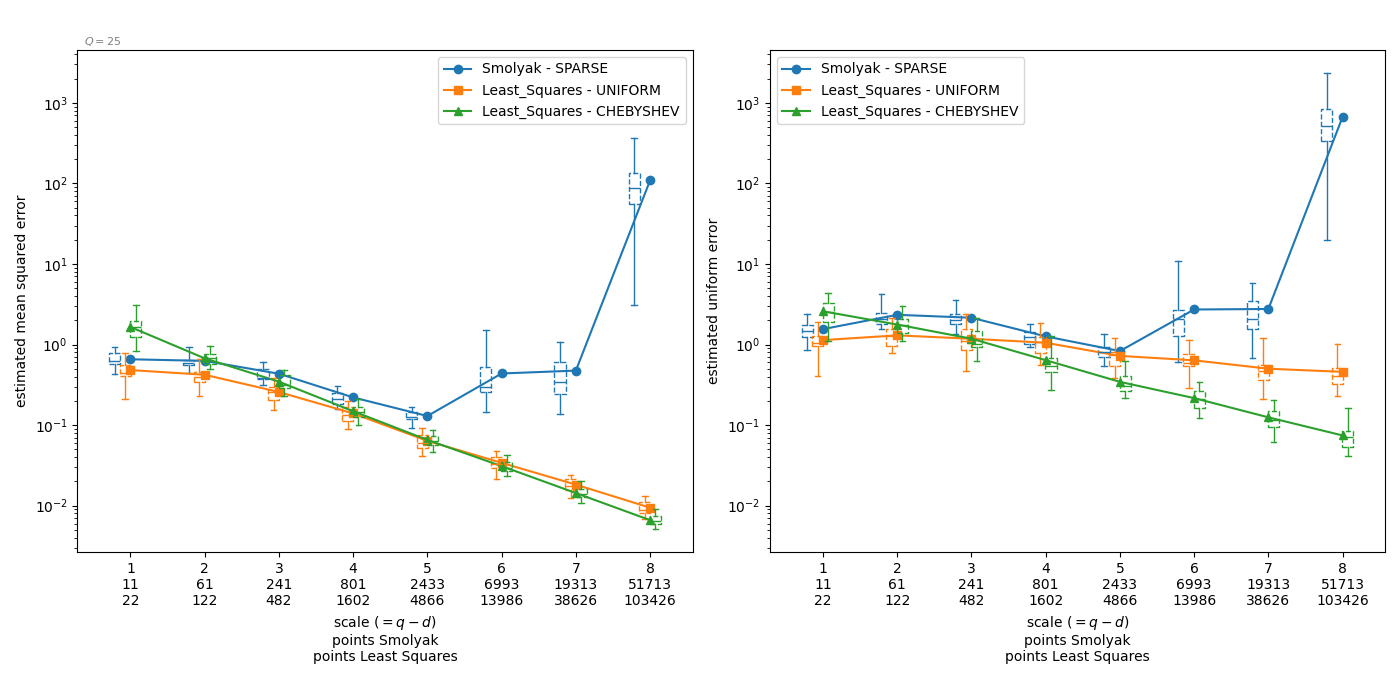 Q = 25
Smolyak - SPARSE
Least_Squares - UNIFORM
Least_Squares - CHEBYSHEV
estimated mean squared error
10³
10²
10¹
10⁰
10⁻¹
10⁻²
1 2 3 4 5 6 7 8
11 61 241 801 2433 6993 19313 51713
22 122 482 1602 4866 13986 38626 103426
scale (= q − d)
points Smolyak
points Least Squares
Smolyak - SPARSE
Least_Squares - UNIFORM
Least_Squares - CHEBYSHEV
estimated uniform error
10³
10²
10¹
10⁰
10⁻¹
10⁻²
1 2 3 4 5 6 7 8
11 61 241 801 2433 6993 19313 51713
22 122 482 1602 4866 13986 38626 103426
scale (= q − d)
points Smolyak
points Least Squares